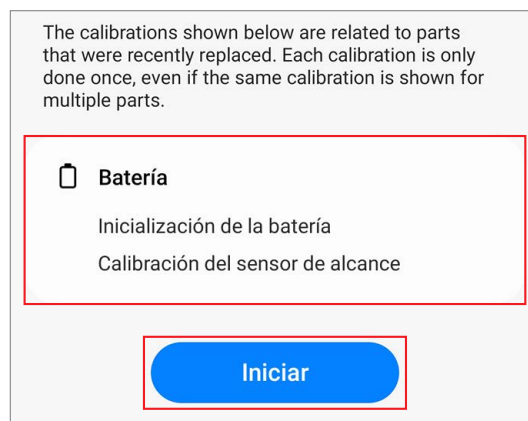 The calibrations shown below are related to parts
that were recently replaced. Each calibration is only
done once, even if the same calibration is shown for
multiple parts.
Batería
Inicialización de la batería
Calibración del sensor de alcance
Iniciar